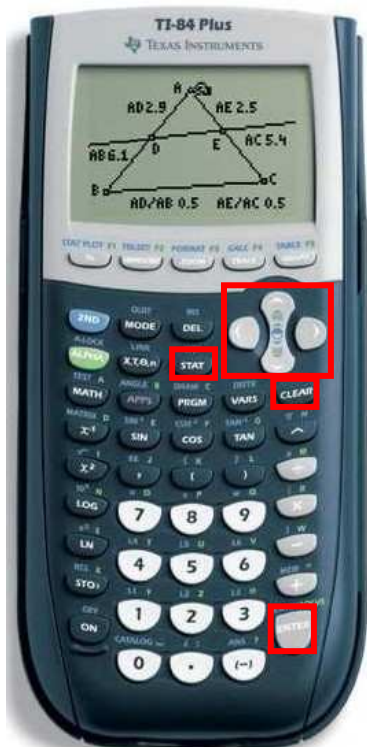 TI-84 Plus
TEXAS INSTRUMENTS
A
AD 2.9 AE 2.5
D E AC 5.4
AB 6.1
B C
AD/AB 0.5 AE/AC 0.5
STAT PLOT F1 TBLSET F2 FORMAT F3 CALC F4 TABLE F5
QUIT INS
2ND MODE DEL
A-LOCK LINK
ALPHA X,T,θ,n STAT
TEST A ANGLE B DRAW C DISTR
MATH APPS PRGM VARS CLEAR
MATRIX D SIN⁻¹ E COS⁻¹ F TAN⁻¹ G H
x⁻¹ SIN COS TAN ^
EE J { K } L M
x² , ( ) ÷
10ˣ N u O v P w Q R
LOG 7 8 9 ×
eˣ S L4 T L5 U L6 V W
LN 4 5 6 −
RCL X L1 Y L2 Z L3 θ MEM "
STO› 1 2 3 +
OFF CATALOG i : ANS ?
ON 0 . (−) ENTER